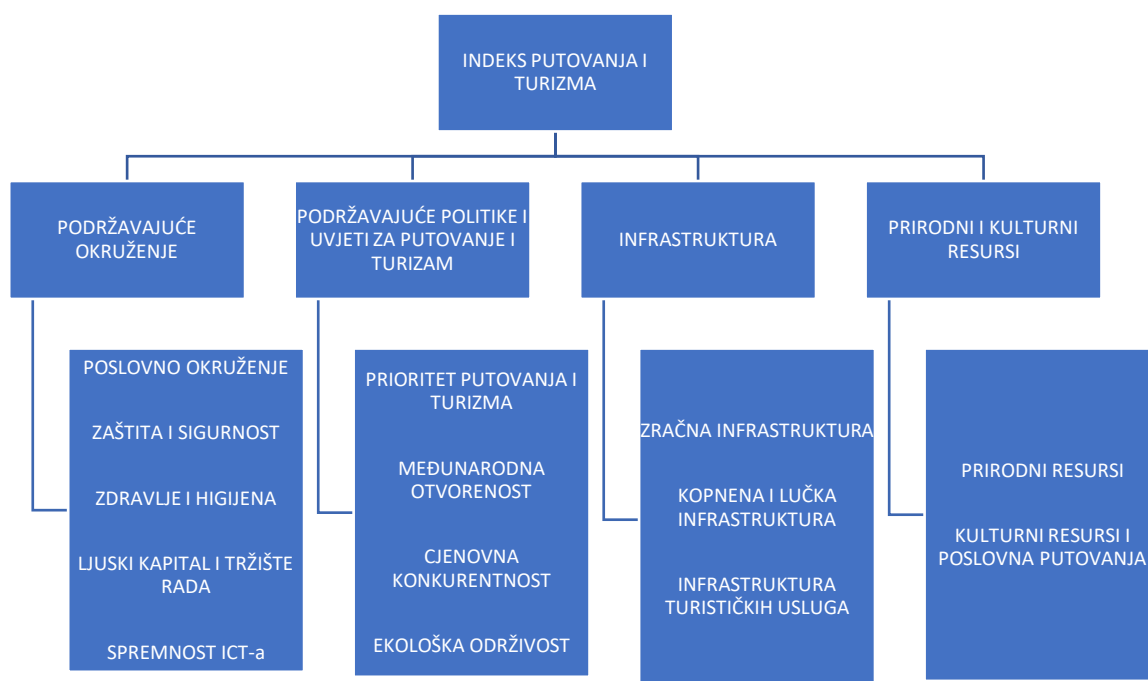 INDEKS PUTOVANJA I
TURIZMA
PODRŽAVAJUĆE
OKRUŽENJE
PODRŽAVAJUĆE POLITIKE I
UVJETI ZA PUTOVANJE I
TURIZAM
INFRASTRUKTURA
PRIRODNI I KULTURNI
RESURSI
POSLOVNO OKRUŽENJE
ZAŠTITA I SIGURNOST
ZDRAVLJE I HIGIJENA
LJUSKI KAPITAL I TRŽIŠTE
RADA
SPREMNOST ICT-a
PRIORITET PUTOVANJA I
TURIZMA
MEĐUNARODNA
OTVORENOST
CJENOVNA
KONKURENTNOST
EKOLOŠKA ODRŽIVOST
ZRAČNA INFRASTRUKTURA
KOPNENA I LUČKA
INFRASTRUKTURA
INFRASTRUKTURA
TURISTIČKIH USLUGA
PRIRODNI RESURSI
KULTURNI RESURSI I
POSLOVNA PUTOVANJA